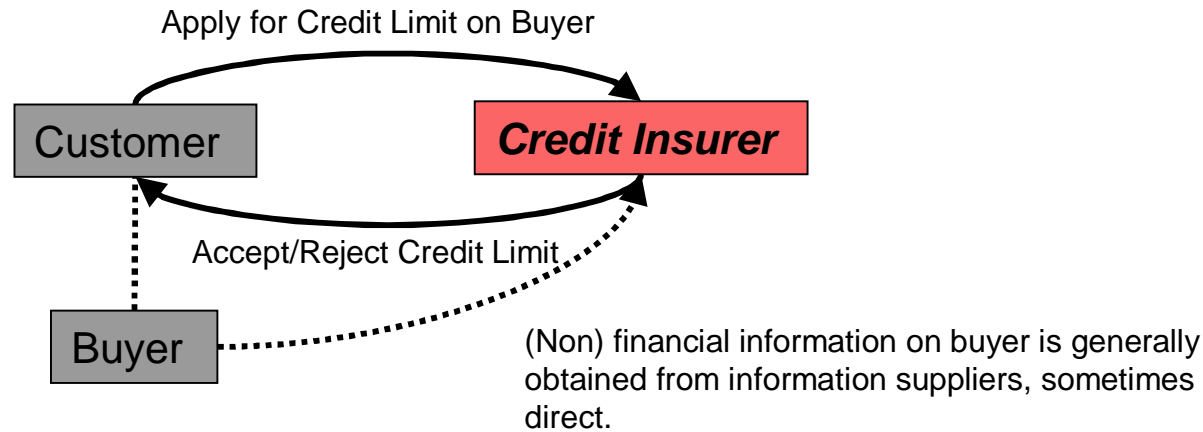 Apply for Credit Limit on Buyer
Customer
Credit Insurer
Accept/Reject Credit Limit
Buyer
(Non) financial information on buyer is generally
obtained from information suppliers, sometimes
direct.